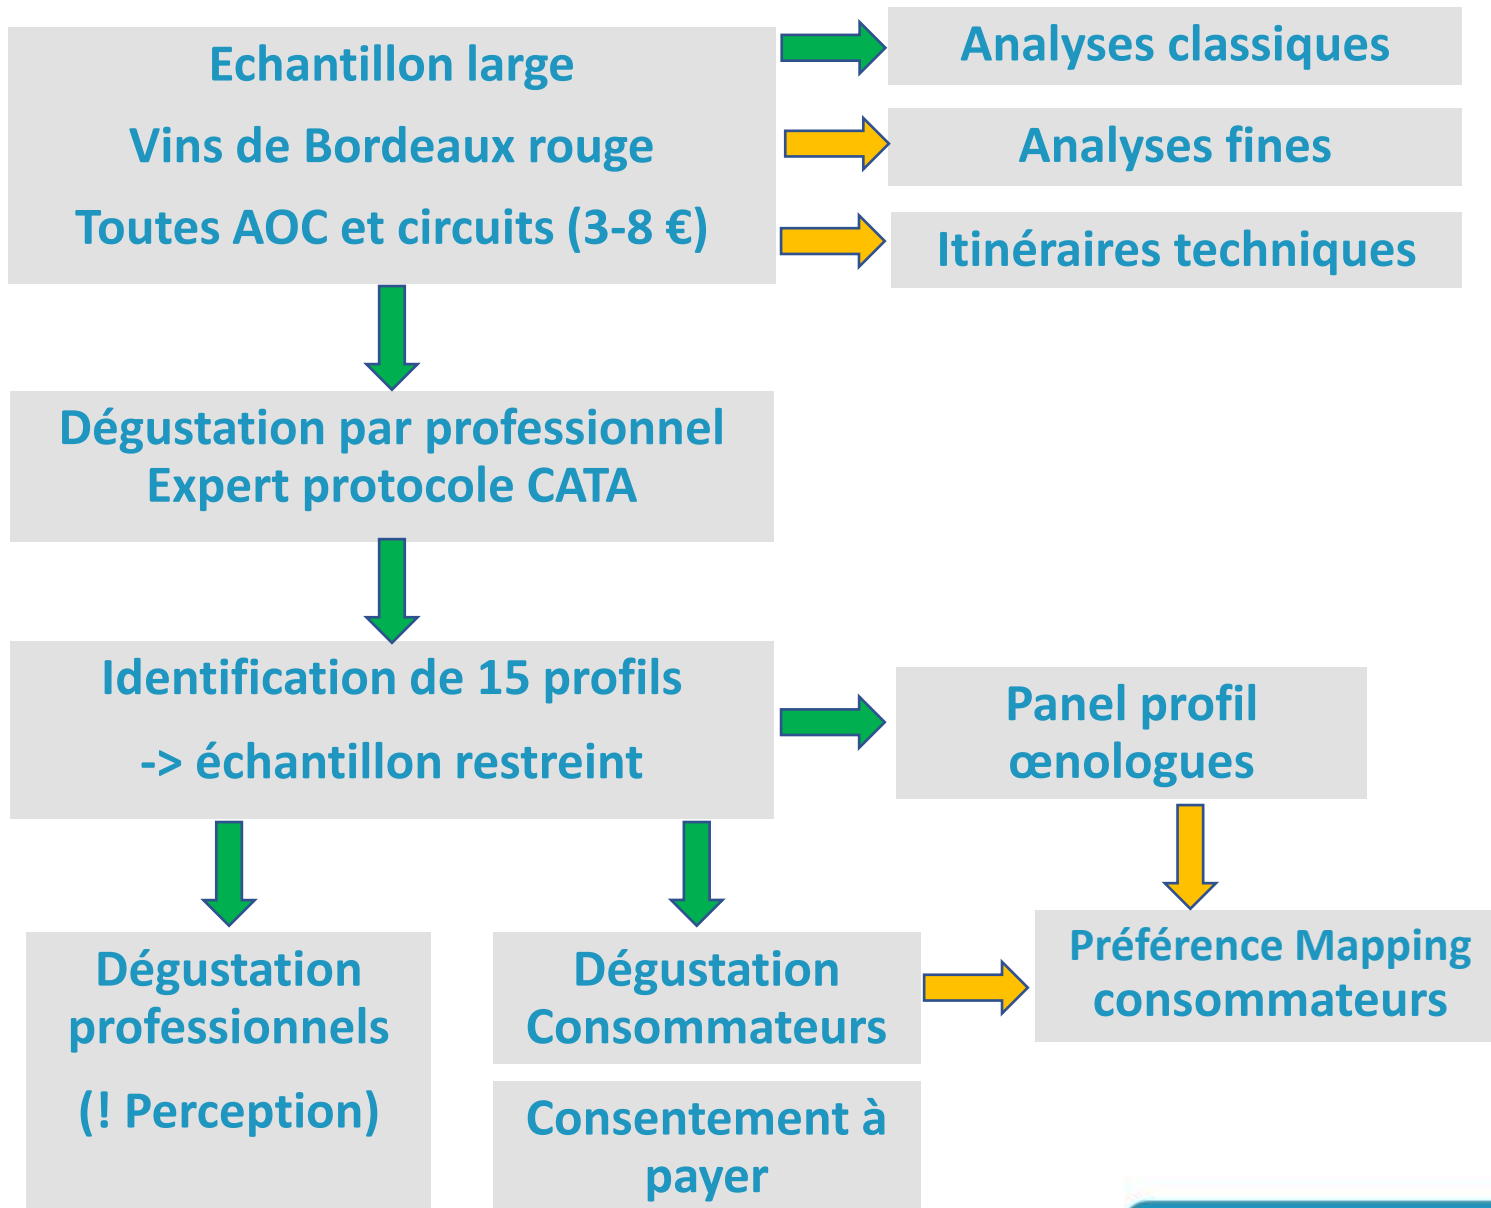 Echantillon large
Vins de Bordeaux rouge
Toutes AOC et circuits (3-8 €)
Analyses classiques
Analyses fines
Itinéraires techniques
Dégustation par professionnel
Expert protocole CATA
Identification de 15 profils
-> échantillon restreint
Panel profil
œnologues
Dégustation
professionnels
(! Perception)
Dégustation
Consommateurs
Préférence Mapping
consommateurs
Consentement à
payer